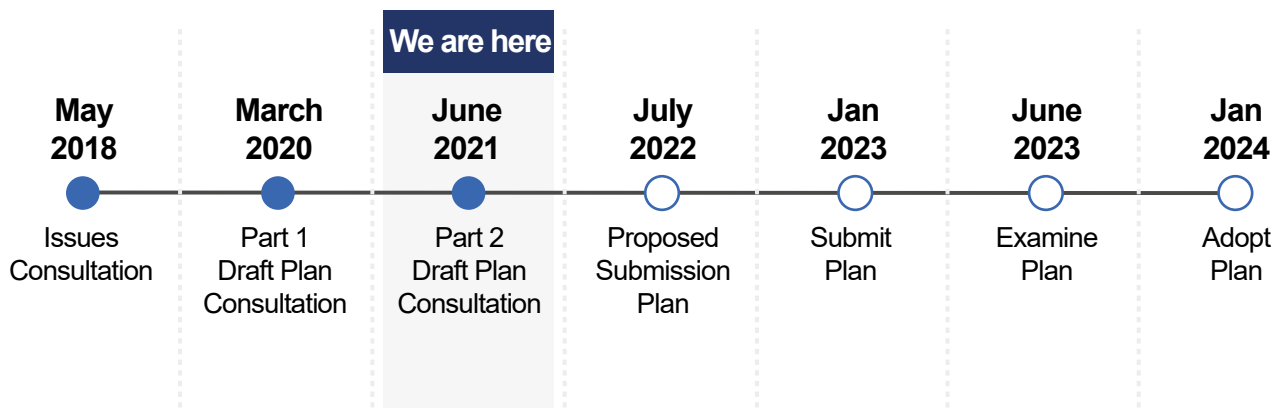 We are here
May
2018
Issues
Consultation
March
2020
Part 1
Draft Plan
Consultation
June
2021
Part 2
Draft Plan
Consultation
July
2022
Proposed
Submission
Plan
Jan
2023
Submit
Plan
June
2023
Examine
Plan
Jan
2024
Adopt
Plan